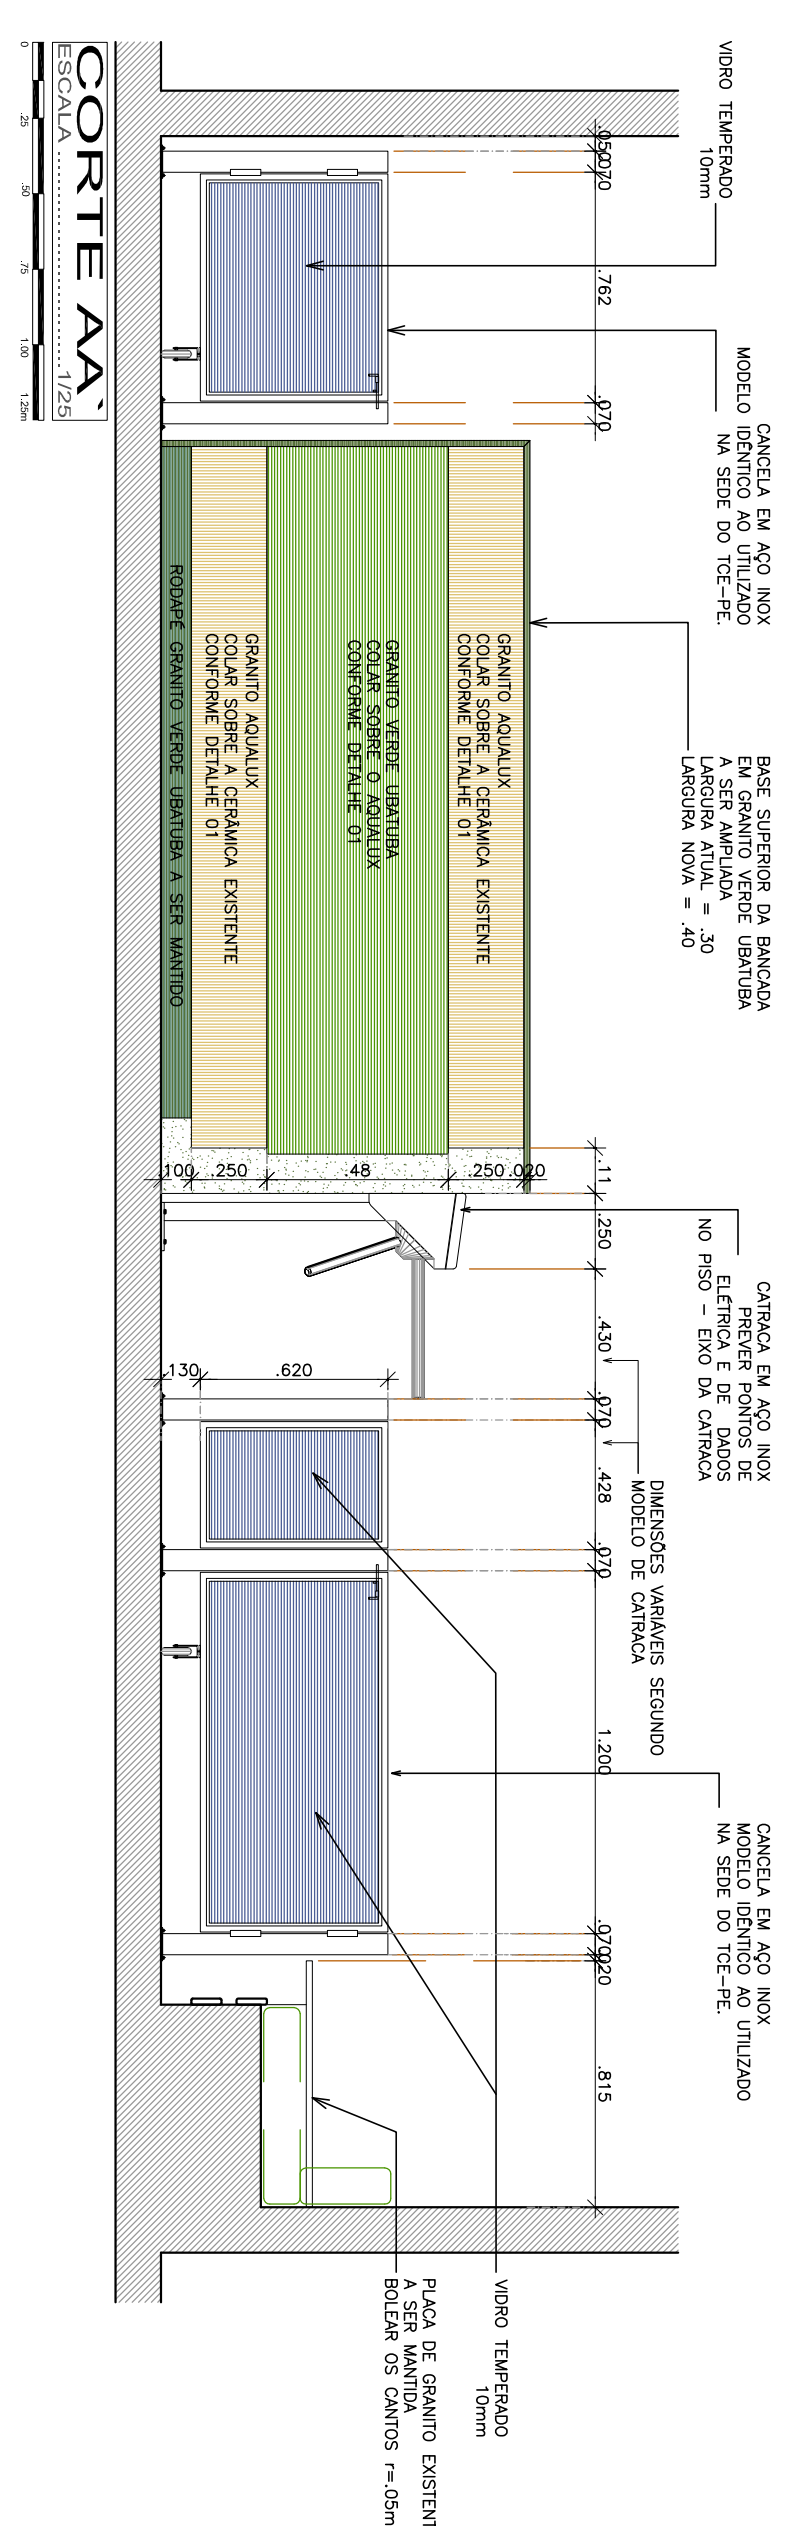 VIDRO TEMPERADO
10mm
CANCELA EM AÇO INOX
MODELO IDÊNTICO AO UTILIZADO
NA SEDE DO TCE-PE.
BASE SUPERIOR DA BANCADA
EM GRANITO VERDE UBATUBA
A SER AMPLIADA
LARGURA ATUAL = .30
LARGURA NOVA = .40
CATRACA EM AÇO INOX
PREVER PONTOS DE
ELÉTRICA E DE DADOS
NO PISO - EIXO DA CATRACA
DIMENSÕES VARIÁVEIS SEGUNDO
MODELO DE CATRACA
CANCELA EM AÇO INOX
MODELO IDÊNTICO AO UTILIZADO
NA SEDE DO TCE-PE.
VIDRO TEMPERADO
10mm
PLACA DE GRANITO EXISTENT
A SER MANTIDA
BOLEAR OS CANTOS r=.05m
.050
.070
.762
.070
.11
.250
.430
.070
.428
.070
1.200
.070
.020
.815
GRANITO AQUALUX
COLAR SOBRE A CERÂMICA EXISTENTE
CONFORME DETALHE 01
GRANITO VERDE UBATUBA
COLAR SOBRE O AQUALUX
CONFORME DETALHE 01
GRANITO AQUALUX
COLAR SOBRE A CERÂMICA EXISTENTE
CONFORME DETALHE 01
RODAPÉ GRANITO VERDE UBATUBA A SER MANTIDO
.100
.250
.48
.250
.020
.130
.620
CORTE AA`
ESCALA ..................1/25
0 .25 .50 .75 1.00 1.25m